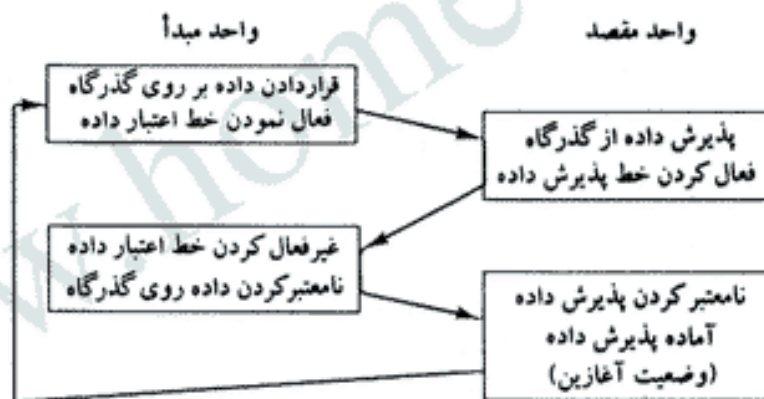 واحد مبدأ
واحد مقصد
قراردادن داده بر روی گذرگاه
فعال نمودن خط اعتبار داده
پذیرش داده از گذرگاه
فعال کردن خط پذیرش داده
غیرفعال کردن خط اعتبار داده
نامعتبرکردن داده روی گذرگاه
نامعتبر کردن پذیرش داده
آماده پذیرش داده
(وضعیت آغازین)
w.home